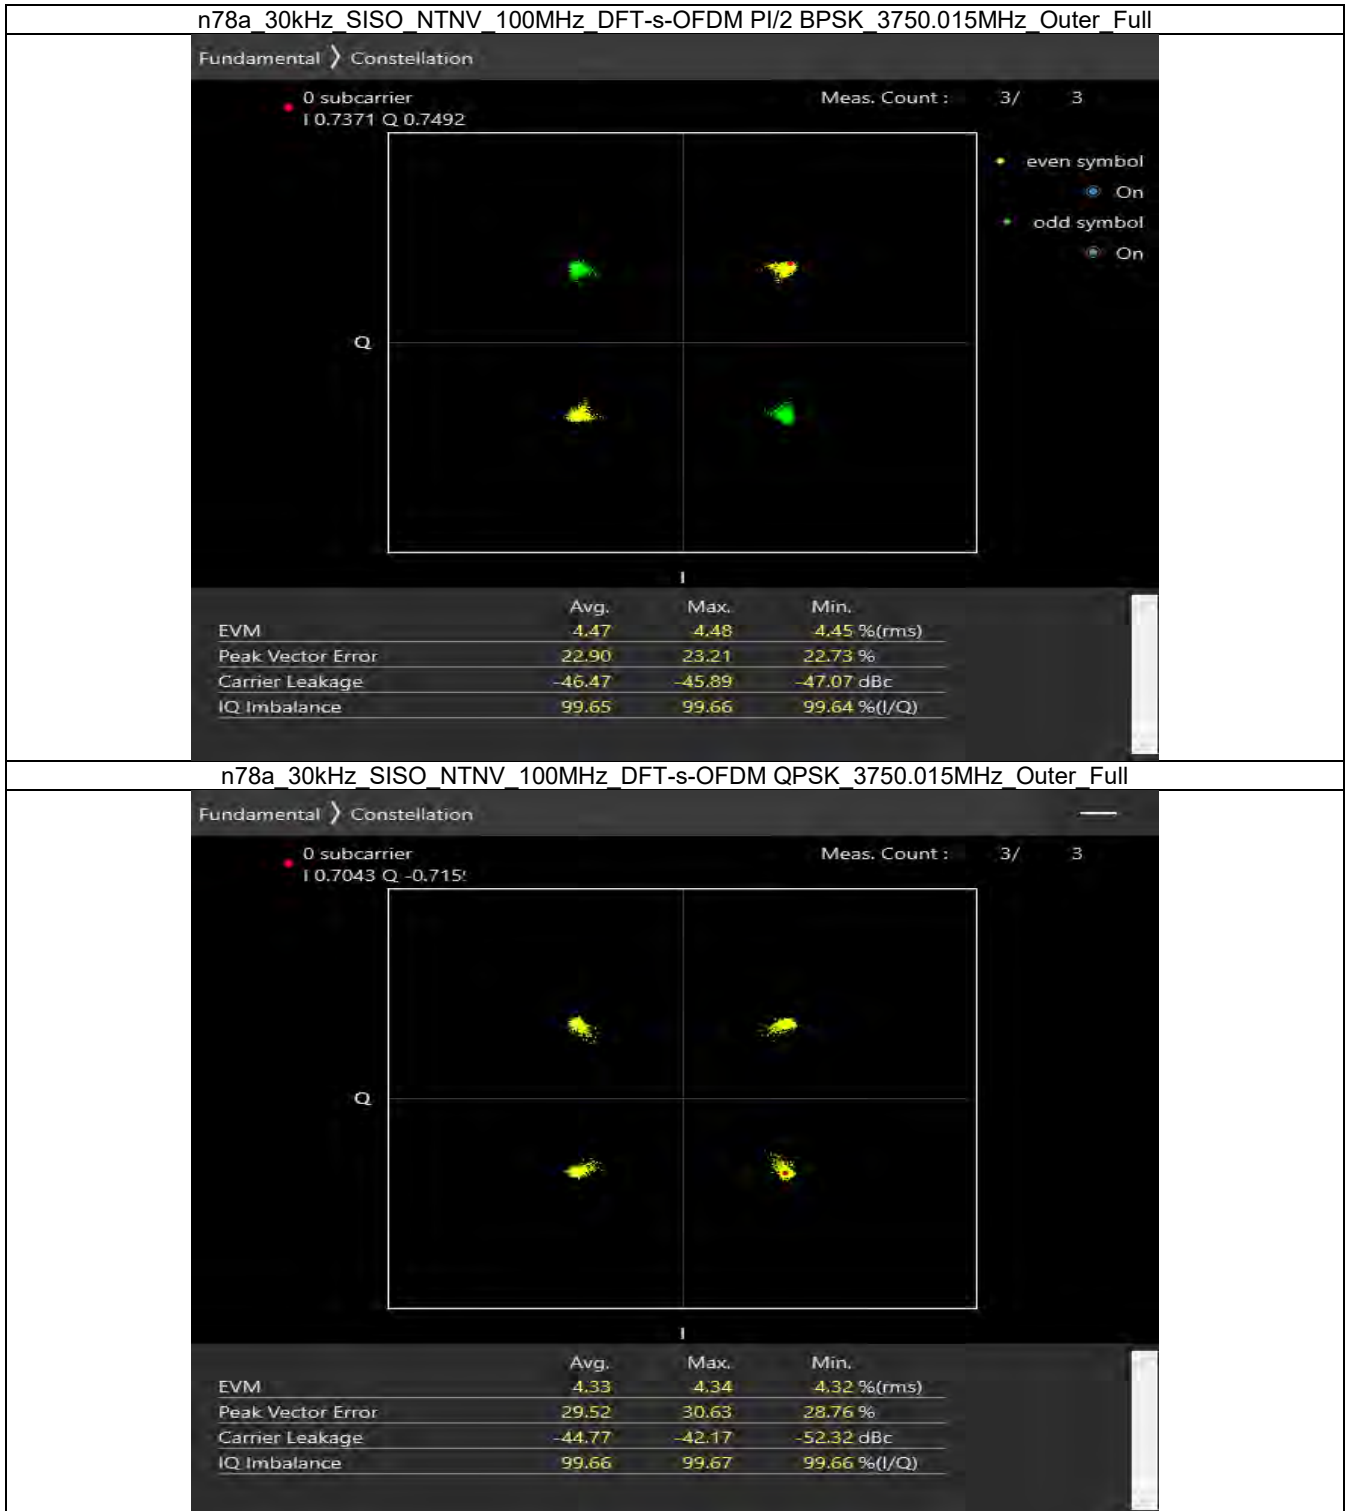 n78a_30kHz_SISO_NTNV_100MHz_DFT-s-OFDM PI/2 BPSK_3750.015MHz_Outer_Full
Fundamental ⟩ Constellation
0 subcarrier Meas. Count : 3/ 3
I 0.7371 Q 0.7492
even symbol
On
odd symbol
On
Q
I
Avg. Max. Min.
EVM 4.47 4.48 4.45 %(rms)
Peak Vector Error 22.90 23.21 22.73 %
Carrier Leakage -46.47 -45.89 -47.07 dBc
IQ Imbalance 99.65 99.66 99.64 %(I/Q)
n78a_30kHz_SISO_NTNV_100MHz_DFT-s-OFDM QPSK_3750.015MHz_Outer_Full
Fundamental ⟩ Constellation
0 subcarrier Meas. Count : 3/ 3
I 0.7043 Q -0.715
Q
I
Avg. Max. Min.
EVM 4.33 4.34 4.32 %(rms)
Peak Vector Error 29.52 30.63 28.76 %
Carrier Leakage -44.77 -42.17 -52.32 dBc
IQ Imbalance 99.66 99.67 99.66 %(I/Q)